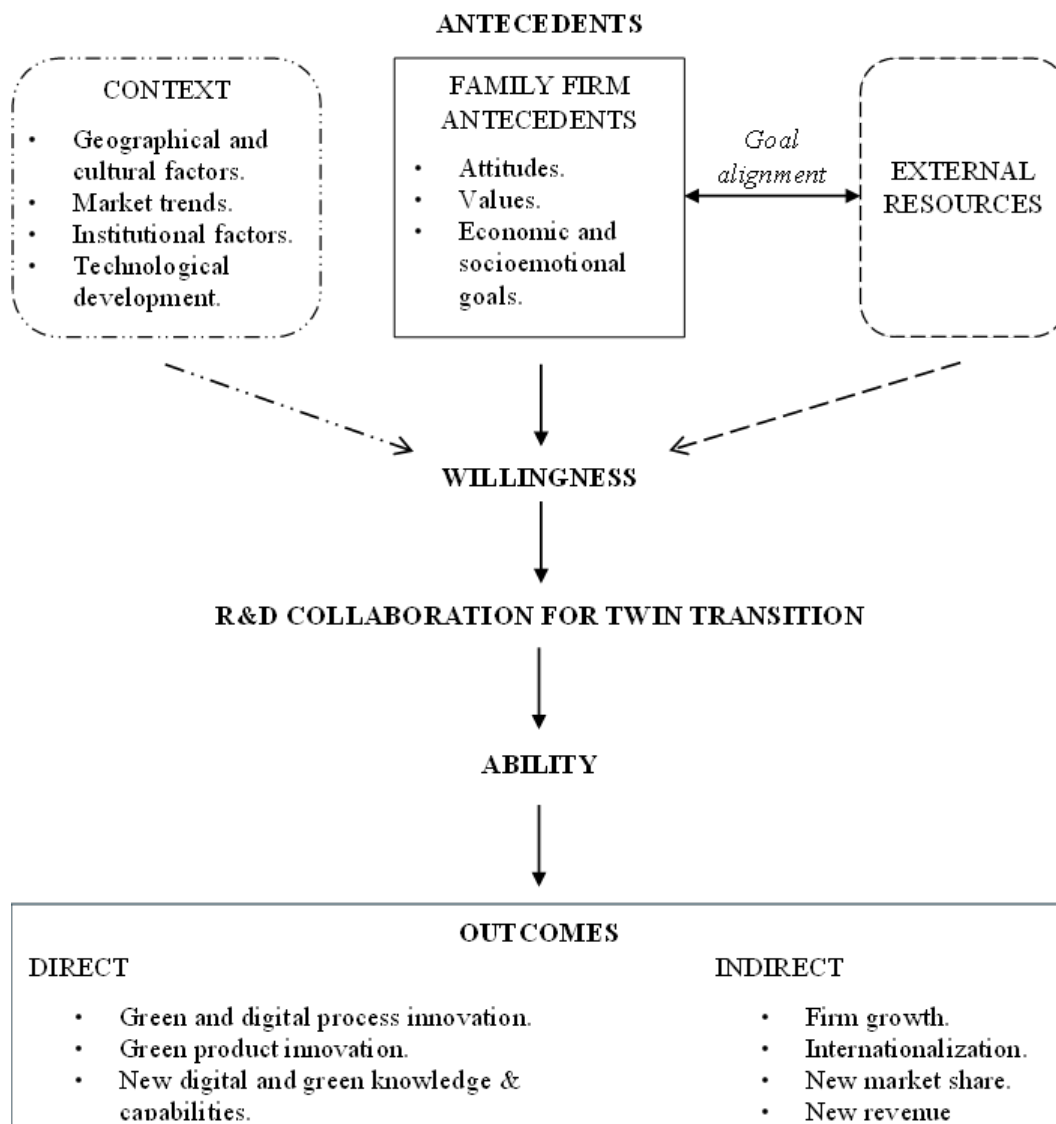 ANTECEDENTS
CONTEXT
• Geographical and
cultural factors.
• Market trends.
• Institutional factors.
• Technological
development.
FAMILY FIRM
ANTECEDENTS
• Attitudes.
• Values.
• Economic and
socioemotional
goals.
Goal
alignment
EXTERNAL
RESOURCES
WILLINGNESS
R&D COLLABORATION FOR TWIN TRANSITION
ABILITY
OUTCOMES
DIRECT
• Green and digital process innovation.
• Green product innovation.
• New digital and green knowledge &
capabilities.
INDIRECT
• Firm growth.
• Internationalization.
• New market share.
• New revenue